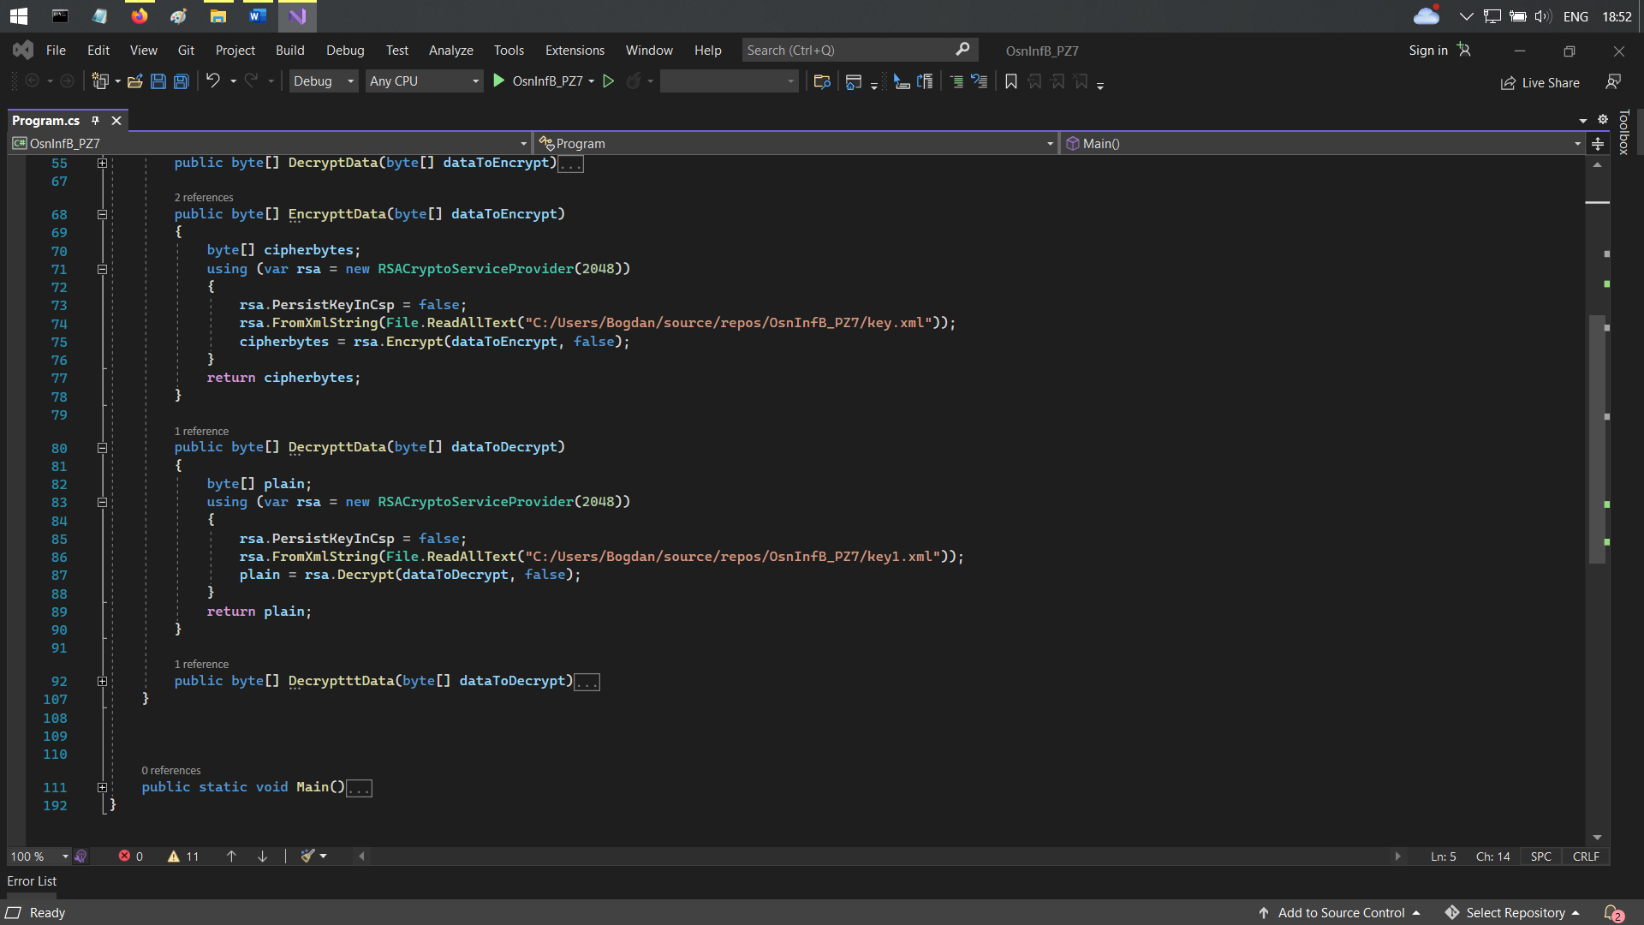 ENG 18:52
File Edit View Git Project Build Debug Test Analyze Tools Extensions Window Help Search (Ctrl+Q) OsnInfB_PZ7 Sign in
Debug Any CPU OsnInfB_PZ7 Live Share
Program.cs
OsnInfB_PZ7 Program Main()
Toolbox
55 public byte[] DecryptData(byte[] dataToEncrypt)...
67
2 references
68 public byte[] EncrypttData(byte[] dataToEncrypt)
69 {
70 byte[] cipherbytes;
71 using (var rsa = new RSACryptoServiceProvider(2048))
72 {
73 rsa.PersistKeyInCsp = false;
74 rsa.FromXmlString(File.ReadAllText("C:/Users/Bogdan/source/repos/OsnInfB_PZ7/key.xml"));
75 cipherbytes = rsa.Encrypt(dataToEncrypt, false);
76 }
77 return cipherbytes;
78 }
79
1 reference
80 public byte[] DecrypttData(byte[] dataToDecrypt)
81 {
82 byte[] plain;
83 using (var rsa = new RSACryptoServiceProvider(2048))
84 {
85 rsa.PersistKeyInCsp = false;
86 rsa.FromXmlString(File.ReadAllText("C:/Users/Bogdan/source/repos/OsnInfB_PZ7/key1.xml"));
87 plain = rsa.Decrypt(dataToDecrypt, false);
88 }
89 return plain;
90 }
91
1 reference
92 public byte[] DecryptttData(byte[] dataToDecrypt)...
107 }
108
109
110
0 references
111 public static void Main()...
192 }
100 % 0 11 Ln: 5 Ch: 14 SPC CRLF
Error List
Ready Add to Source Control Select Repository 2